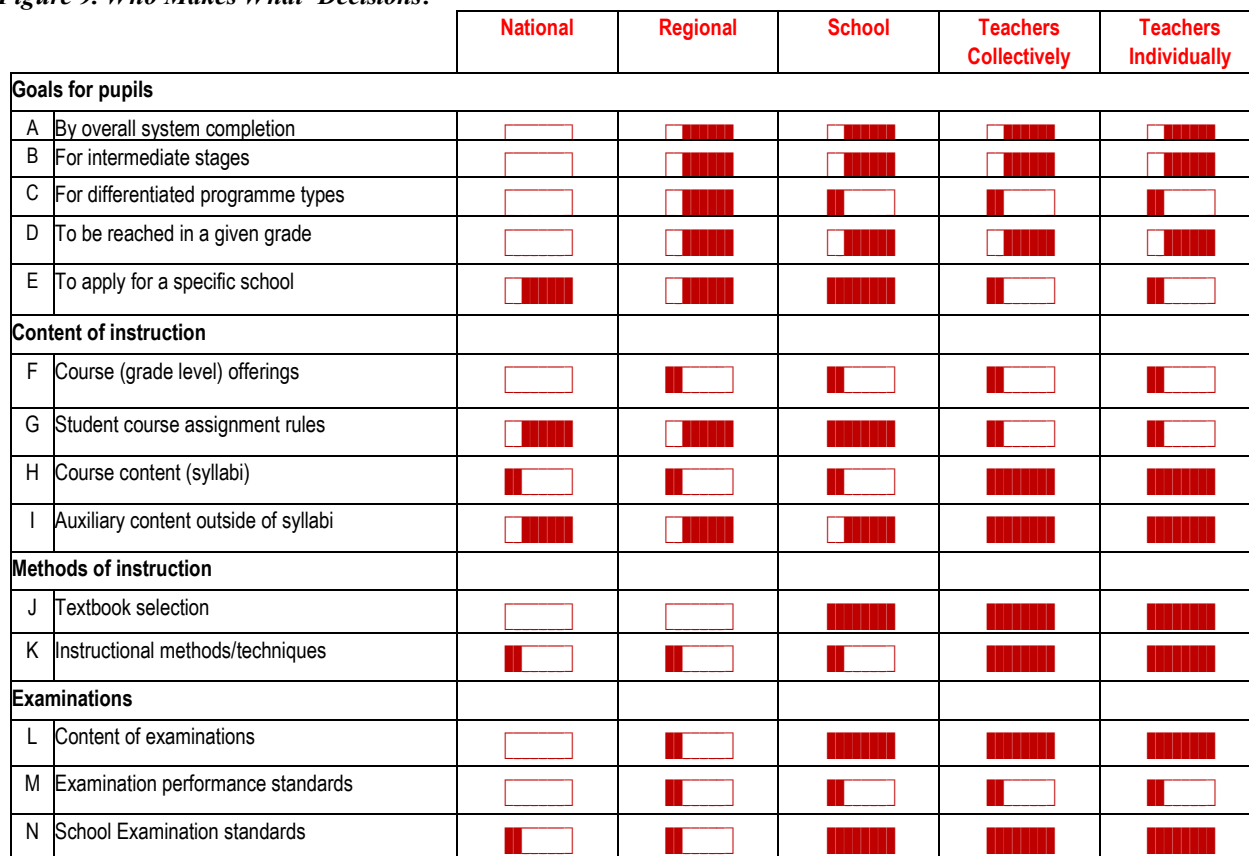 Figure 9. Who Makes What Decisions?
National Regional School Teachers Collectively Teachers Individually
Goals for pupils
A By overall system completion
B For intermediate stages
C For differentiated programme types
D To be reached in a given grade
E To apply for a specific school
Content of instruction
F Course (grade level) offerings
G Student course assignment rules
H Course content (syllabi)
I Auxiliary content outside of syllabi
Methods of instruction
J Textbook selection
K Instructional methods/techniques
Examinations
L Content of examinations
M Examination performance standards
N School Examination standards